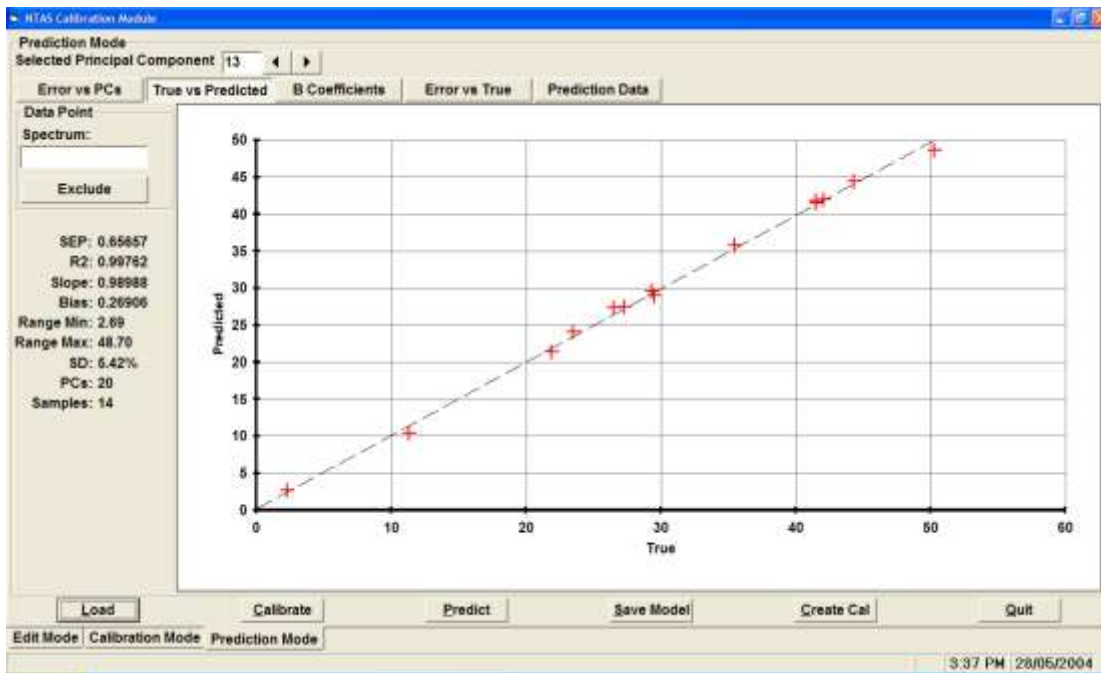 NTAS Calibration Module
Prediction Mode
Selected Principal Component 13
Error vs PCs True vs Predicted B Coefficients Error vs True Prediction Data
Data Point
Spectrum:
Exclude
SEP: 0.65657
R2: 0.99762
Slope: 0.98988
Bias: 0.26906
Range Min: 2.69
Range Max: 48.70
SD: 6.42%
PCs: 20
Samples: 14
50
45
40
35
30
25
20
15
10
5
0
Predicted
0 10 20 30 40 50 60
True
Load Calibrate Predict Save Model Create Cal Quit
Edit Mode Calibration Mode Prediction Mode
3:37 PM 28/05/2004